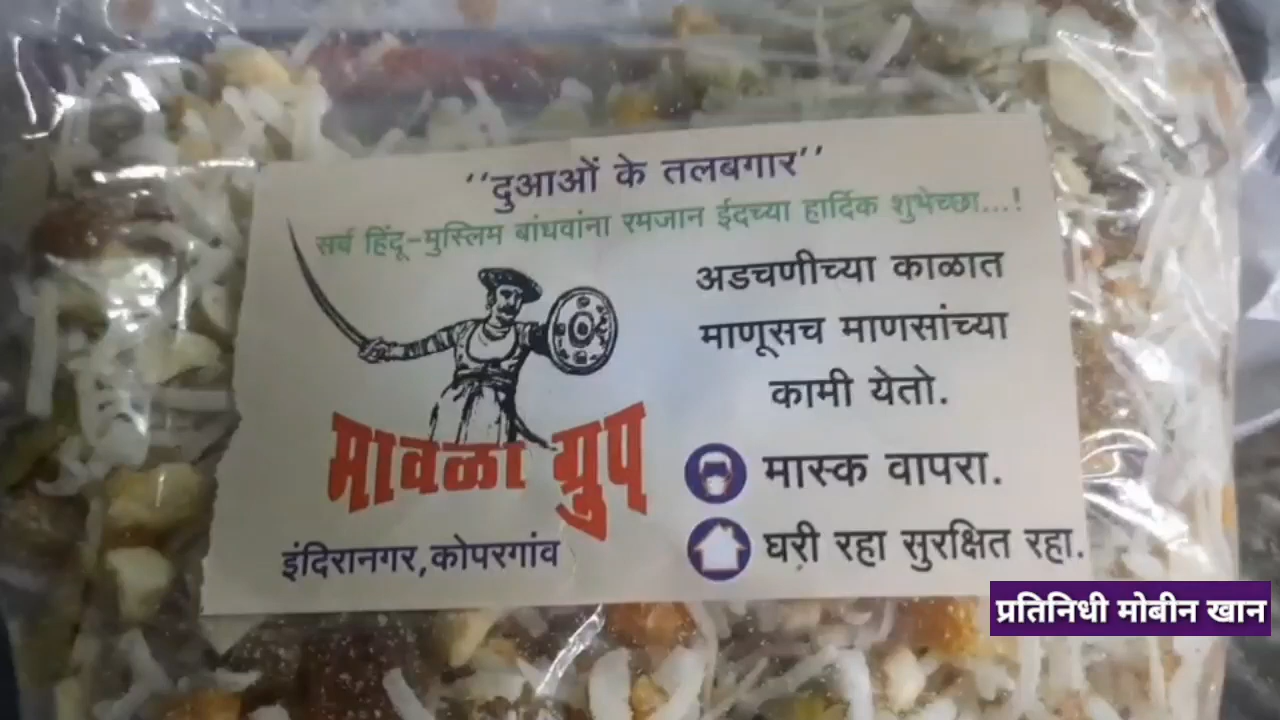 ‘‘दुआओं के तलबगार’’
सर्व हिंदू-मुस्लिम बांधवांना रमजान ईदच्या हार्दिक शुभेच्छा...!
अडचणीच्या काळात
माणूसच माणसांच्या
कामी येतो.
मावळा ग्रुप
इंदिरानगर,कोपरगांव
मास्क वापरा.
घरी रहा सुरक्षित रहा.
प्रतिनिधी मोबीन खान